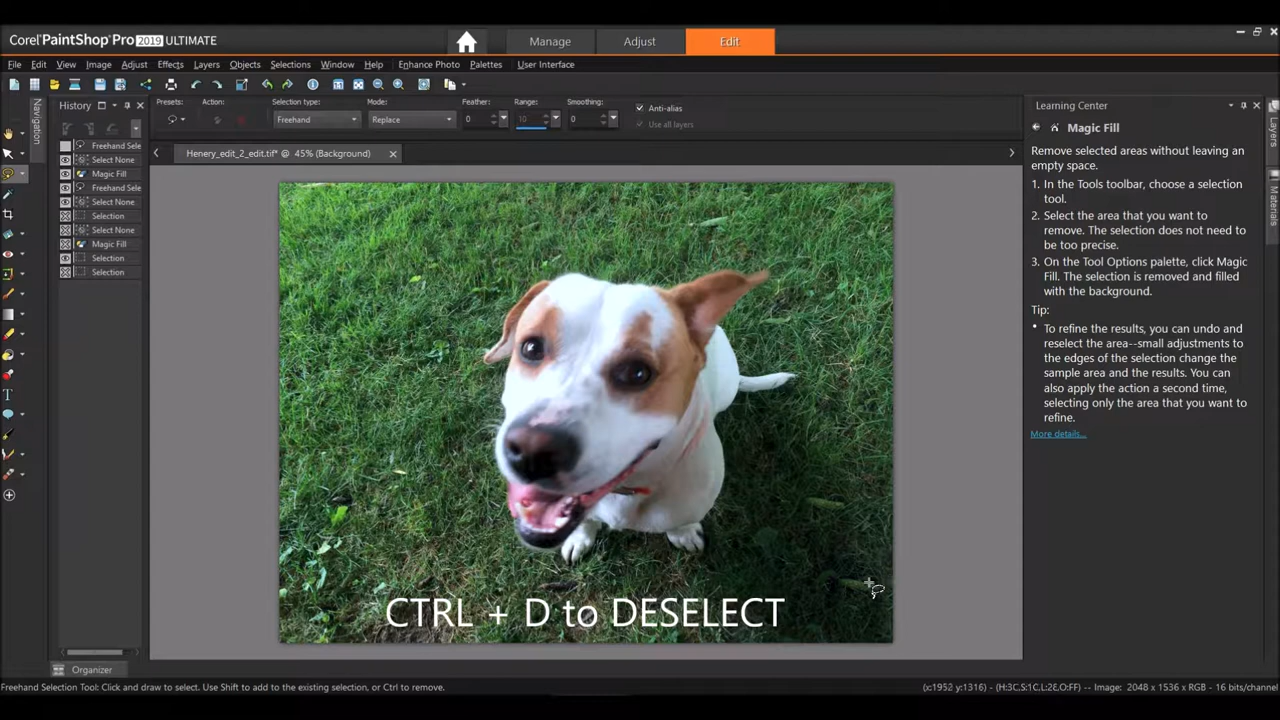 Corel PaintShop Pro 2019 ULTIMATE
Manage
Adjust
Edit
File Edit View Image Adjust Effects Layers Objects Selections Window Help Enhance Photo Palettes User Interface
Presets:
Action:
Selection type:
Freehand
Mode:
Replace
Feather:
0
Range:
10
Smoothing:
0
Anti-alias
Use all layers
History
Navigation
Freehand Sele
Select None
Magic Fill
Freehand Sele
Select None
Selection
Select None
Magic Fill
Selection
Selection
Henery_edit_2_edit.tif* @ 45% (Background)
CTRL + D to DESELECT
Learning Center
Magic Fill
Remove selected areas without leaving an
empty space.
1. In the Tools toolbar, choose a selection
tool.
2. Select the area that you want to
remove. The selection does not need to
be too precise.
3. On the Tool Options palette, click Magic
Fill. The selection is removed and filled
with the background.
Tip:
• To refine the results, you can undo and
reselect the area--small adjustments to
the edges of the selection change the
sample area and the results. You can
also apply the action a second time,
selecting only the area that you want to
refine.
More details...
Layers
Materials
Organizer
Freehand Selection Tool: Click and draw to select. Use Shift to add to the existing selection, or Ctrl to remove.
(x:1952 y:1316) - (H:3C,S:1C,L:2E,O:FF) -- Image: 2048 x 1536 x RGB - 16 bits/channel